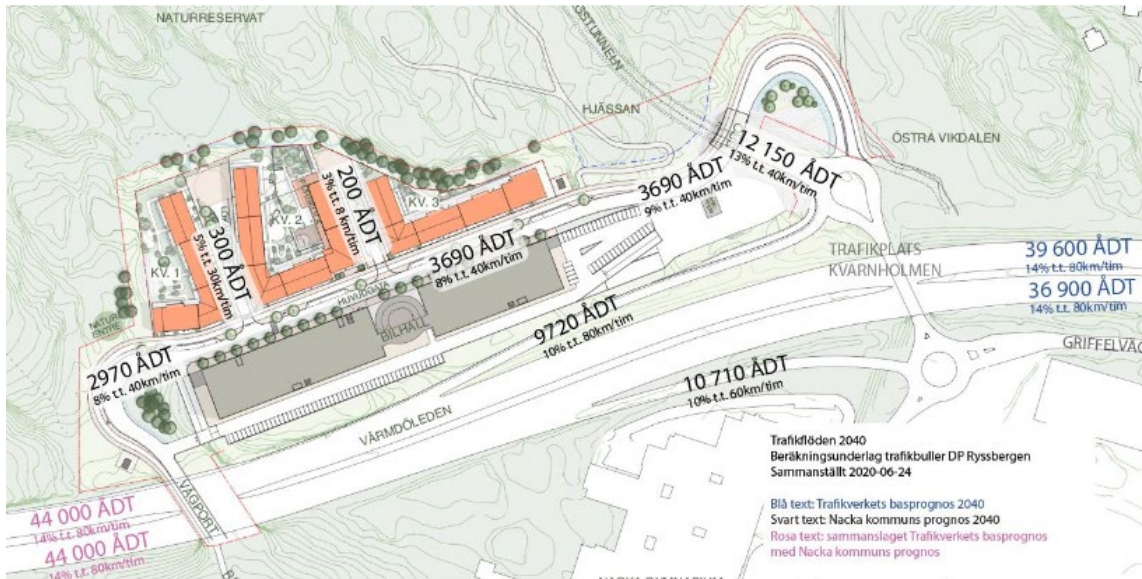 NATURRESERVAT
HJÄSSAN
ÖSTRA VIKDALEN
12 150 ÅDT
13% t.t. 40km/tim
3690 ÅDT
9% t.t. 40km/tim
200 ÅDT
3% t.t. 8 km/tim
KV. 3
KV. 2
KV. 1
300 ÅDT
5% t.t. 30km/tim
3690 ÅDT
8% t.t. 40km/tim
TRAFIKPLATS
KVARNHOLMEN
39 600 ÅDT
14% t.t. 80km/tim
36 900 ÅDT
14% t.t. 80km/tim
HUVUDGATA
NATUR
ENTRE
BILHALL
9720 ÅDT
10% t.t. 80km/tim
GRIFFELVÄG
2970 ÅDT
8% t.t. 40km/tim
10 710 ÅDT
10% t.t. 60km/tim
VÄRMDÖLEDEN
VÄGPORT
44 000 ÅDT
14% t.t. 80km/tim
44 000 ÅDT
14% t.t. 80km/tim
Trafikflöden 2040
Beräkningsunderlag trafikbuller DP Ryssbergen
Sammanställt 2020-06-24
Blå text: Trafikverkets basprognos 2040
Svart text: Nacka kommuns prognos 2040
Rosa text: sammanslaget Trafikverkets basprognos
med Nacka kommuns prognos